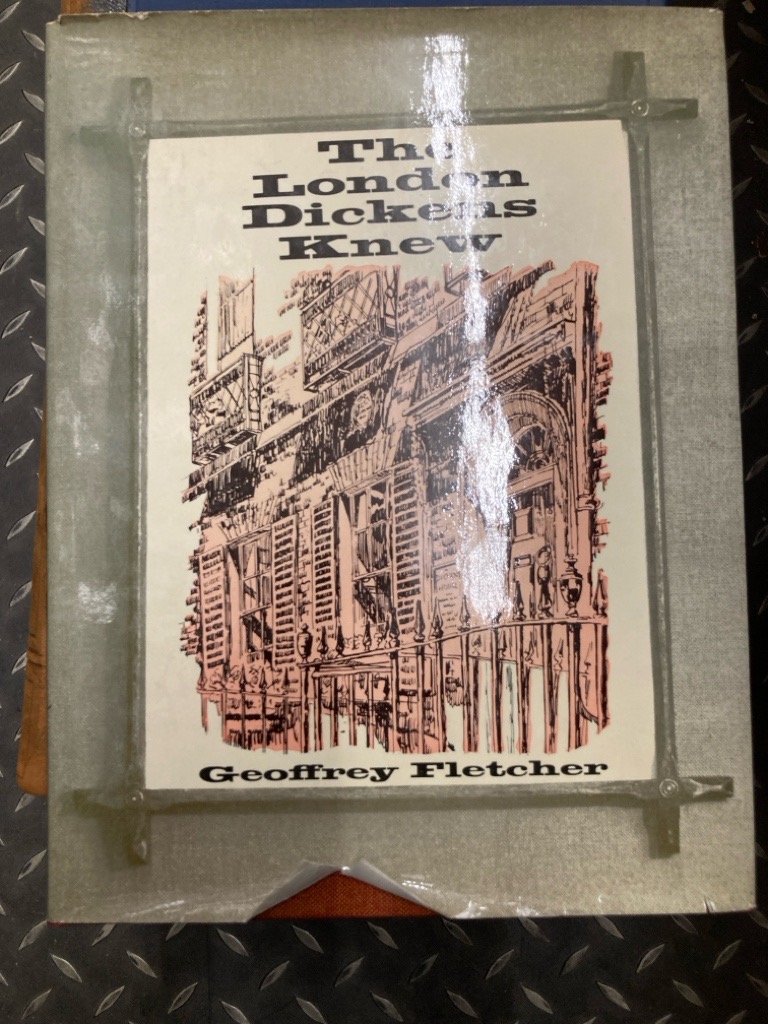 The
London
Dickens
Knew
Geoffrey Fletcher